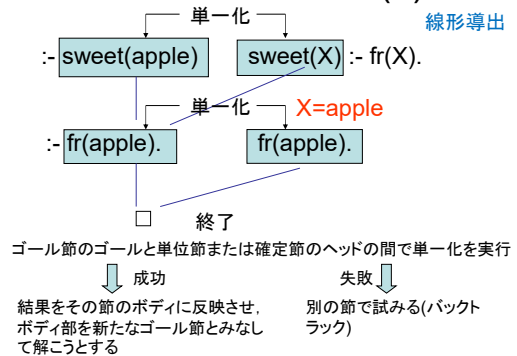 単一化
線形導出
:- sweet(apple) sweet(X) :- fr(X).
単一化 X=apple
:- fr(apple). fr(apple).
□ 終了
ゴール節のゴールと単位節または確定節のヘッドの間で単一化を実行
成功 失敗
結果をその節のボディに反映させ,
ボディ部を新たなゴール節とみなし
て解こうとする
別の節で試みる(バックト
ラック)